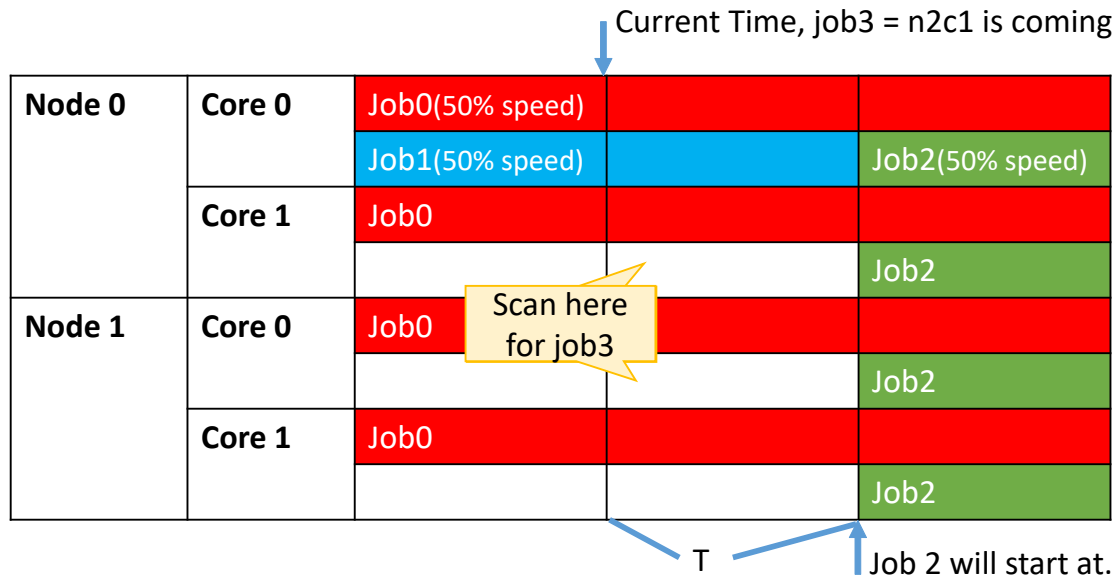 Current Time, job3 = n2c1 is coming
Node 0
Core 0
Job0(50% speed)
Job1(50% speed)
Job2(50% speed)
Core 1
Job0
Job2
Scan here
for job3
Node 1
Core 0
Job0
Job2
Core 1
Job0
Job2
T
Job 2 will start at.